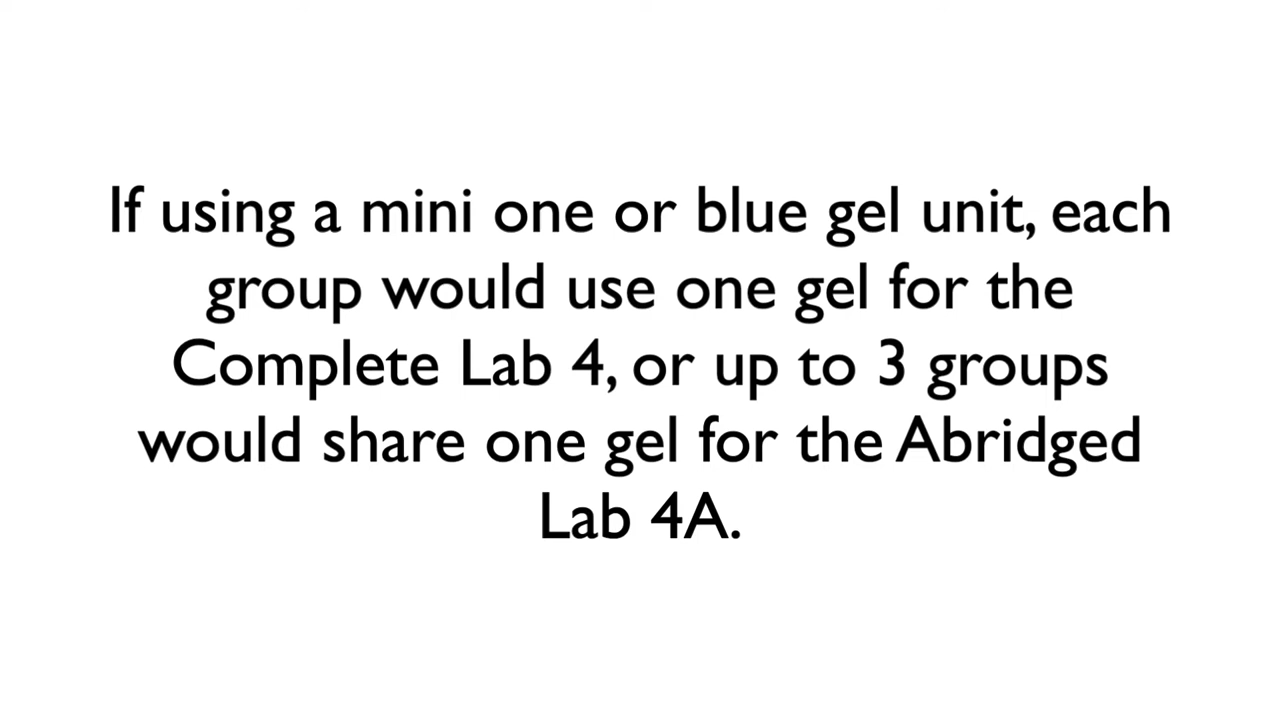 If using a mini one or blue gel unit, each
group would use one gel for the
Complete Lab 4, or up to 3 groups
would share one gel for the Abridged
Lab 4A.